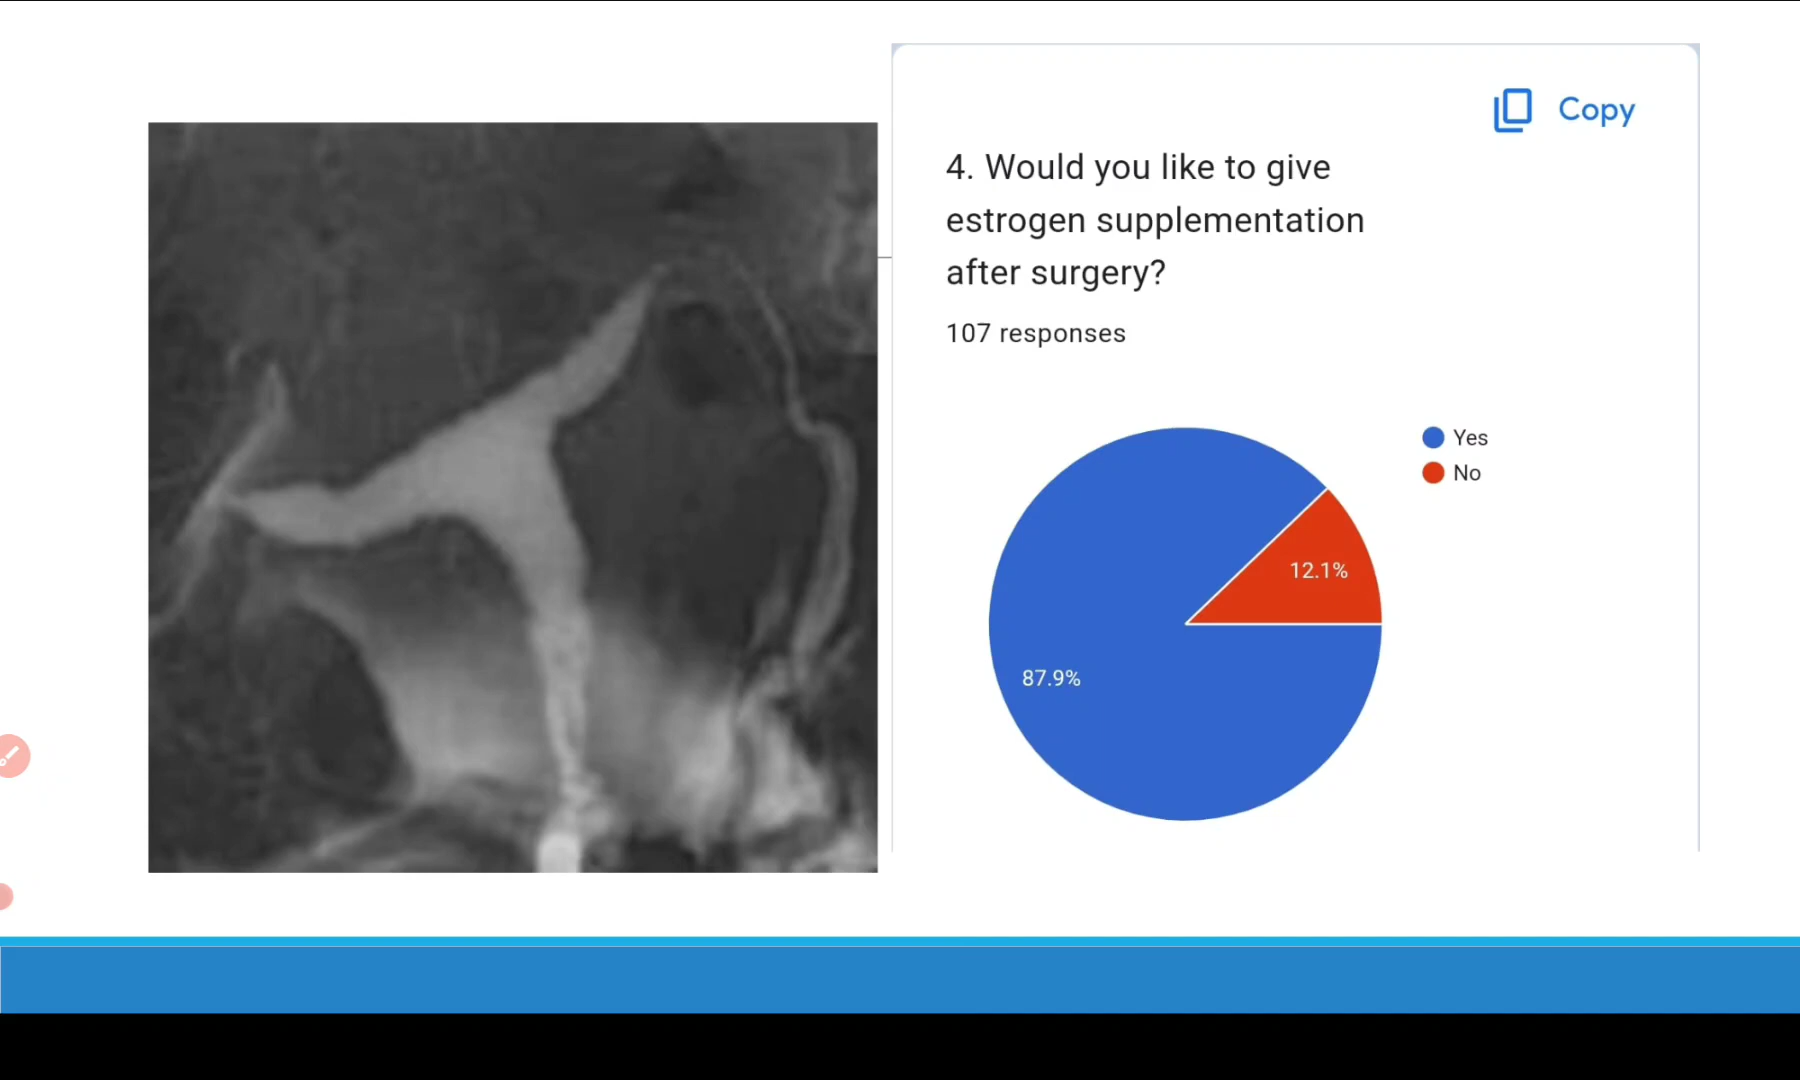 Copy
4. Would you like to give
estrogen supplementation
after surgery?
107 responses
Yes
No
12.1%
87.9%